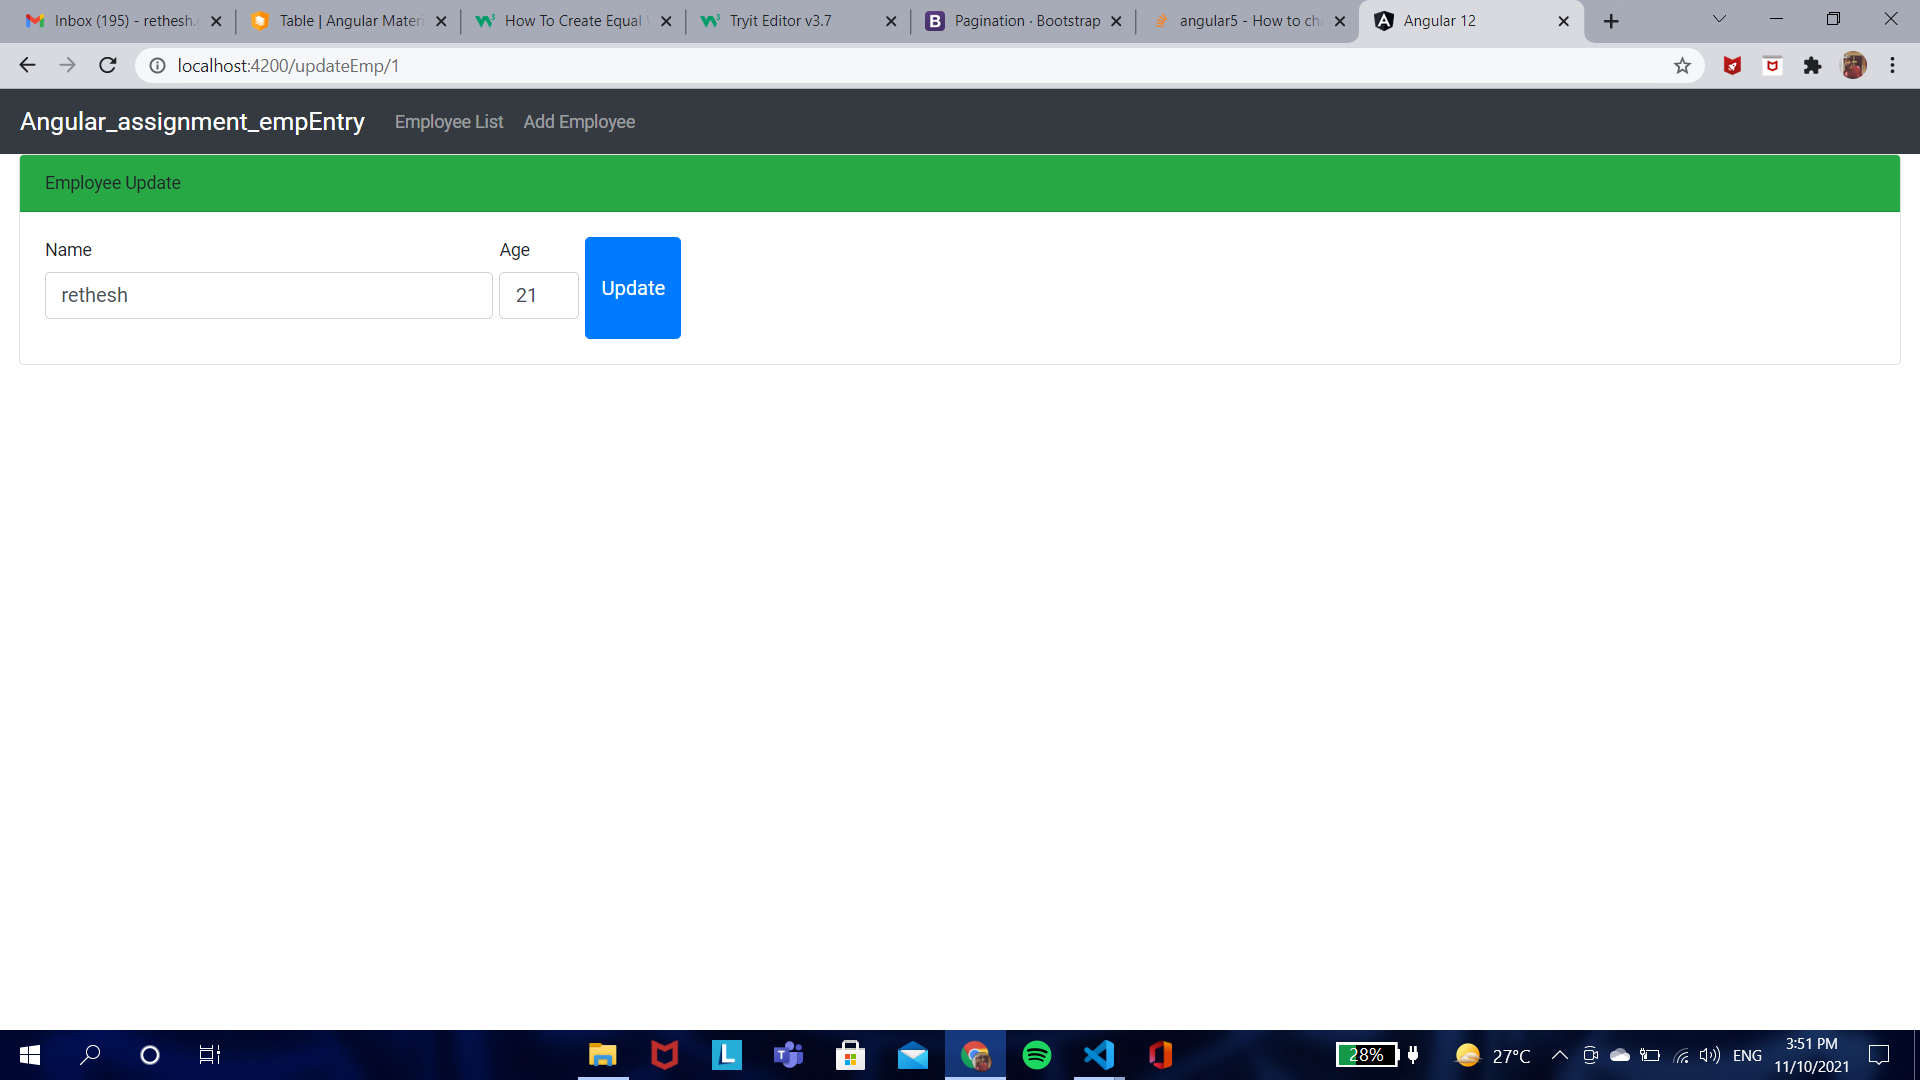 Inbox (195) - rethesh.
Table | Angular Materi
How To Create Equal
Tryit Editor v3.7
B Pagination · Bootstrap
angular5 - How to ch
Angular 12
localhost:4200/updateEmp/1
Angular_assignment_empEntry Employee List Add Employee
Employee Update
Name Age
rethesh 21 Update
28% 27°C ENG 3:51 PM
11/10/2021